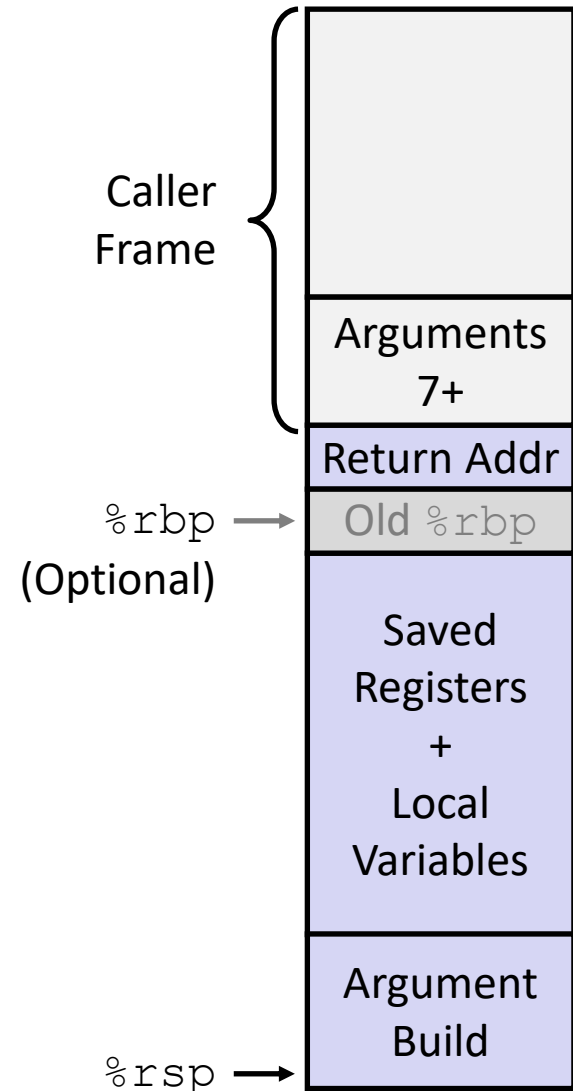 Caller
Frame
Arguments
7+
Return Addr
%rbp
(Optional)
Old %rbp
Saved
Registers
+
Local
Variables
Argument
Build
%rsp